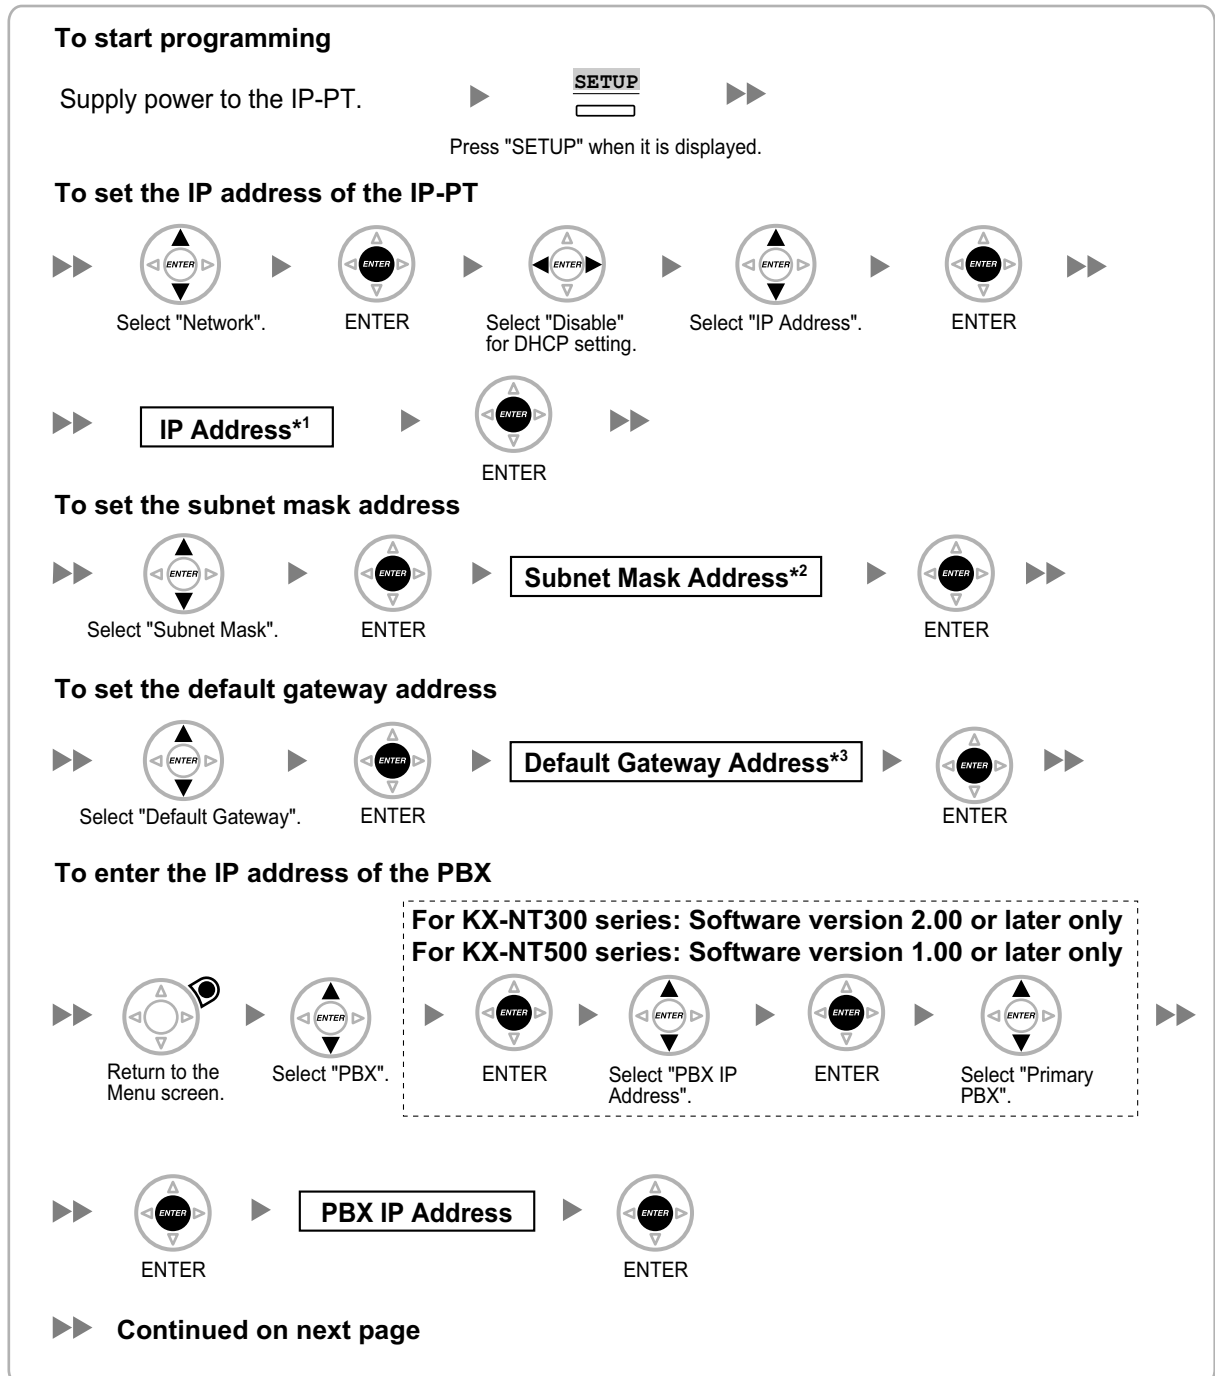 To start programming
Supply power to the IP-PT.
SETUP
Press "SETUP" when it is displayed.
To set the IP address of the IP-PT
ENTER ENTER ENTER ENTER ENTER
Select "Network". ENTER Select "Disable" for DHCP setting. Select "IP Address". ENTER
IP Address*1 ENTER
ENTER
To set the subnet mask address
ENTER ENTER Subnet Mask Address*2 ENTER
Select "Subnet Mask". ENTER ENTER
To set the default gateway address
ENTER ENTER Default Gateway Address*3 ENTER
Select "Default Gateway". ENTER ENTER
To enter the IP address of the PBX
For KX-NT300 series: Software version 2.00 or later only
For KX-NT500 series: Software version 1.00 or later only
ENTER ENTER ENTER ENTER ENTER
Return to the Menu screen. Select "PBX". ENTER Select "PBX IP Address". ENTER Select "Primary PBX".
ENTER PBX IP Address ENTER
ENTER ENTER
Continued on next page